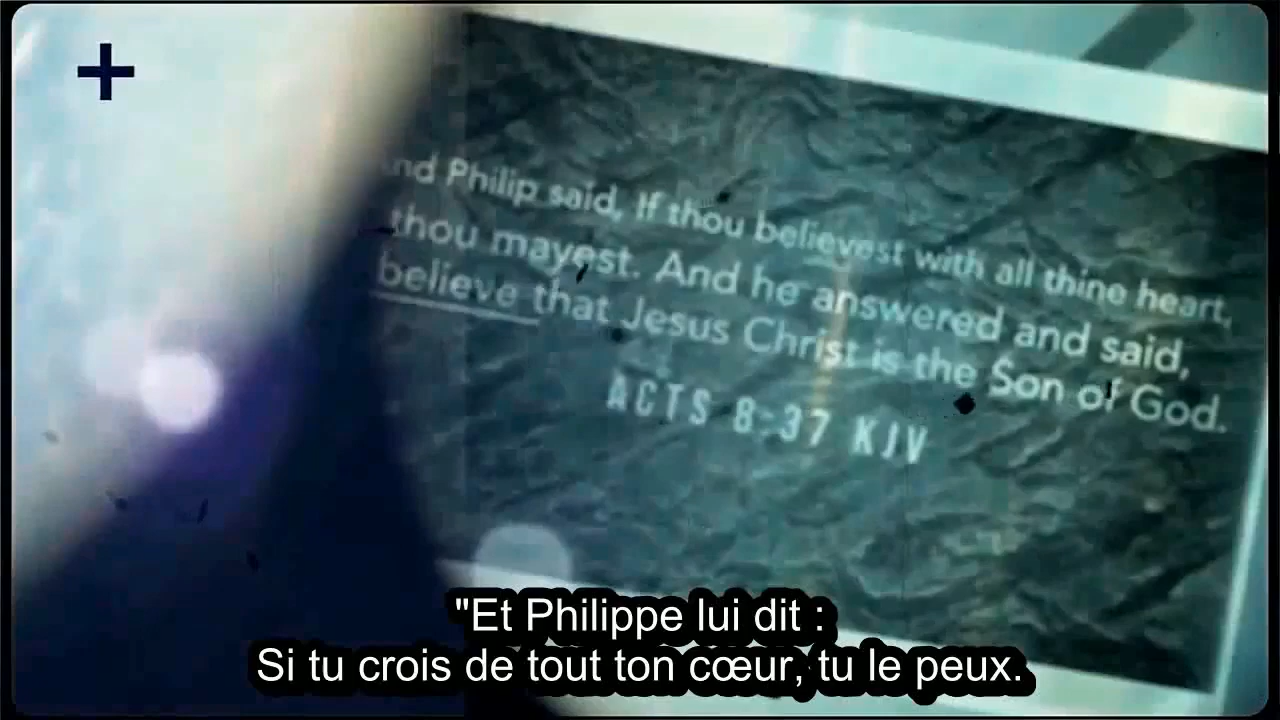 And Philip said, If thou believest with all thine heart,
thou mayest. And he answered and said,
believe that Jesus Christ is the Son of God.
ACTS 8:37 KJV
"Et Philippe lui dit :
Si tu crois de tout ton cœur, tu le peux.